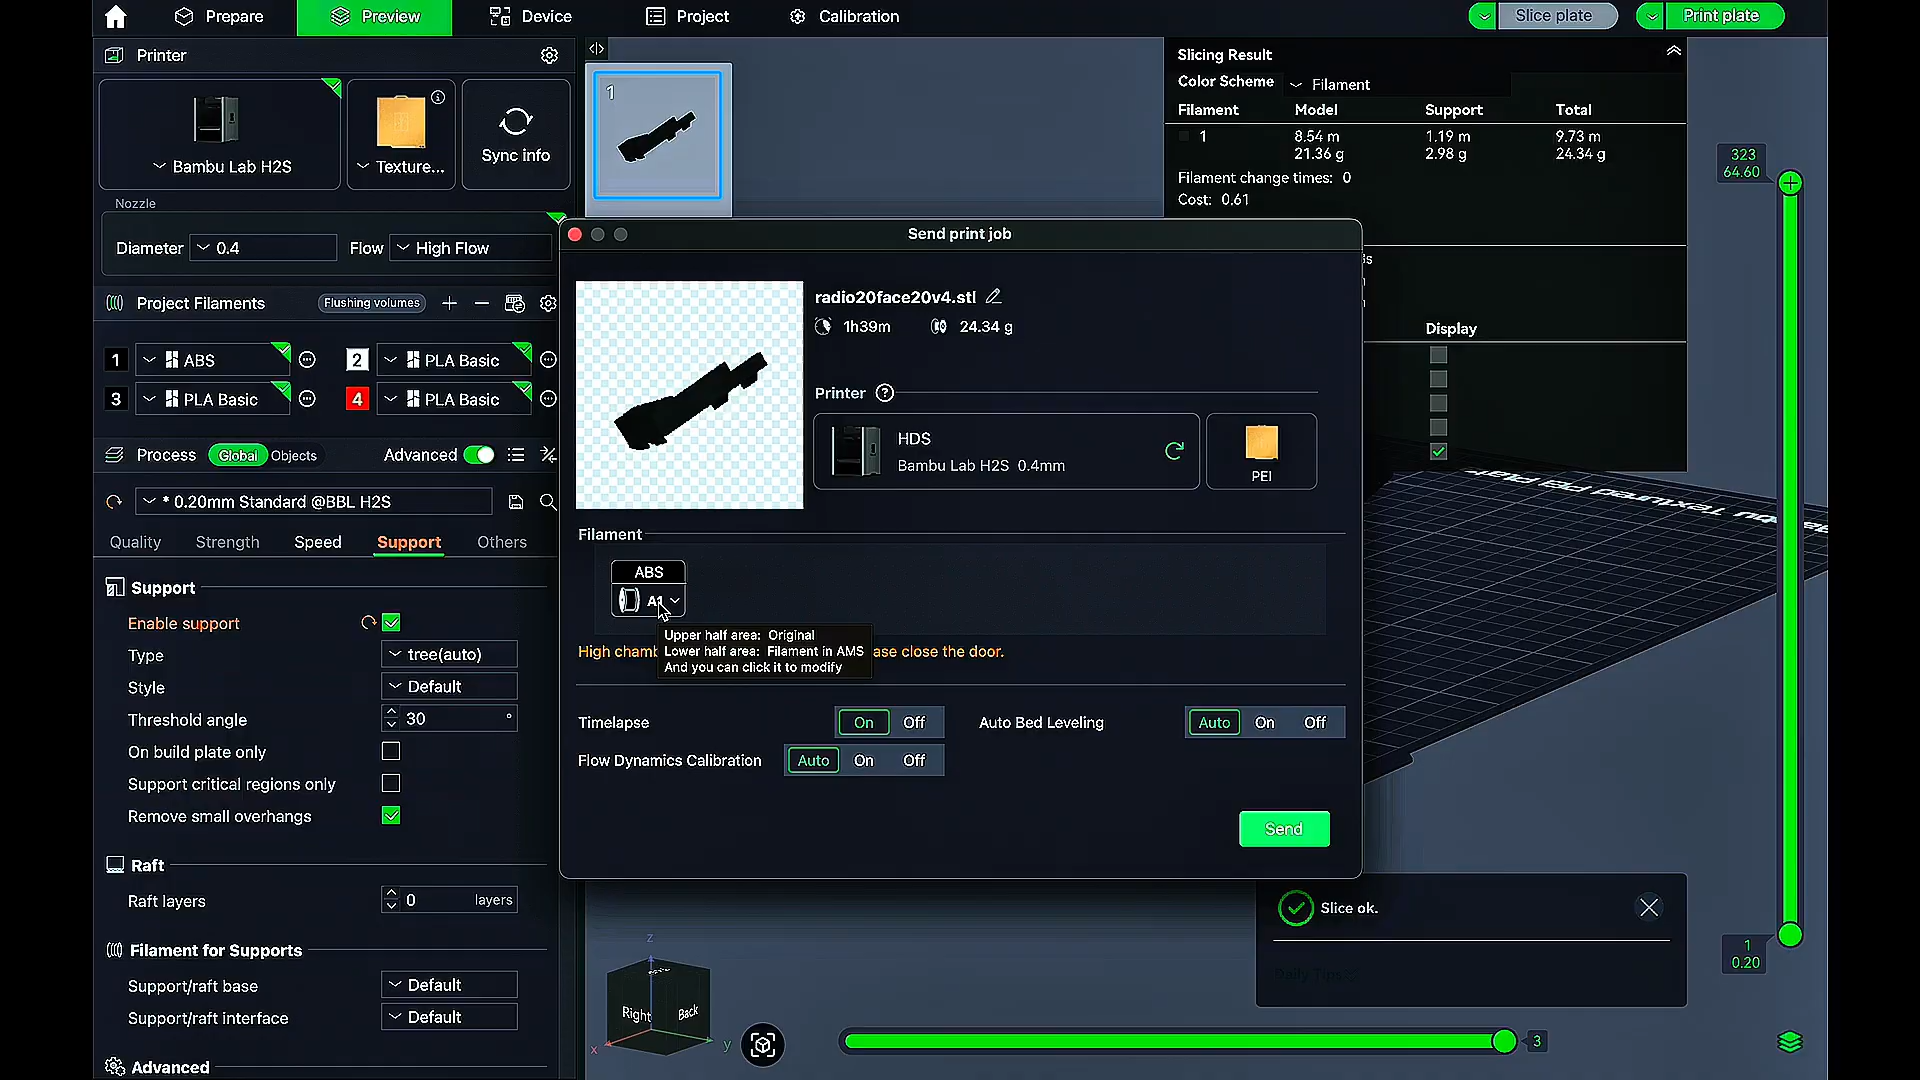 Prepare
Preview
Device
Project
Calibration
Slice plate
Print plate
Printer
Bambu Lab H2S
Texture...
Sync info
Nozzle
Diameter
0.4
Flow
High Flow
Project Filaments
Flushing volumes
1
ABS
2
PLA Basic
3
PLA Basic
4
PLA Basic
Process
Global
Objects
Advanced
* 0.20mm Standard @BBL H2S
Quality
Strength
Speed
Support
Others
Support
Enable support
Type
tree(auto)
Style
Default
Threshold angle
30
°
On build plate only
Support critical regions only
Remove small overhangs
Raft
Raft layers
0
layers
Filament for Supports
Support/raft base
Default
Support/raft interface
Default
Advanced
1
Slicing Result
Color Scheme
Filament
Filament Model Support Total
1 8.54 m 1.19 m 9.73 m
21.36 g 2.98 g 24.34 g
Filament change times: 0
Cost: 0.61
Display
323
64.60
1
0.20
Send print job
radio20face20v4.stl
1h39m
24.34 g
Printer
HDS
Bambu Lab H2S 0.4mm
PEI
Filament
ABS
A1
Upper half area: Original
Lower half area: Filament in AMS
And you can click it to modify
High chamb
ase close the door.
Timelapse
On
Off
Auto Bed Leveling
Auto
On
Off
Flow Dynamics Calibration
Auto
On
Off
Send
Slice ok.
Right
Back
z
x
y
3